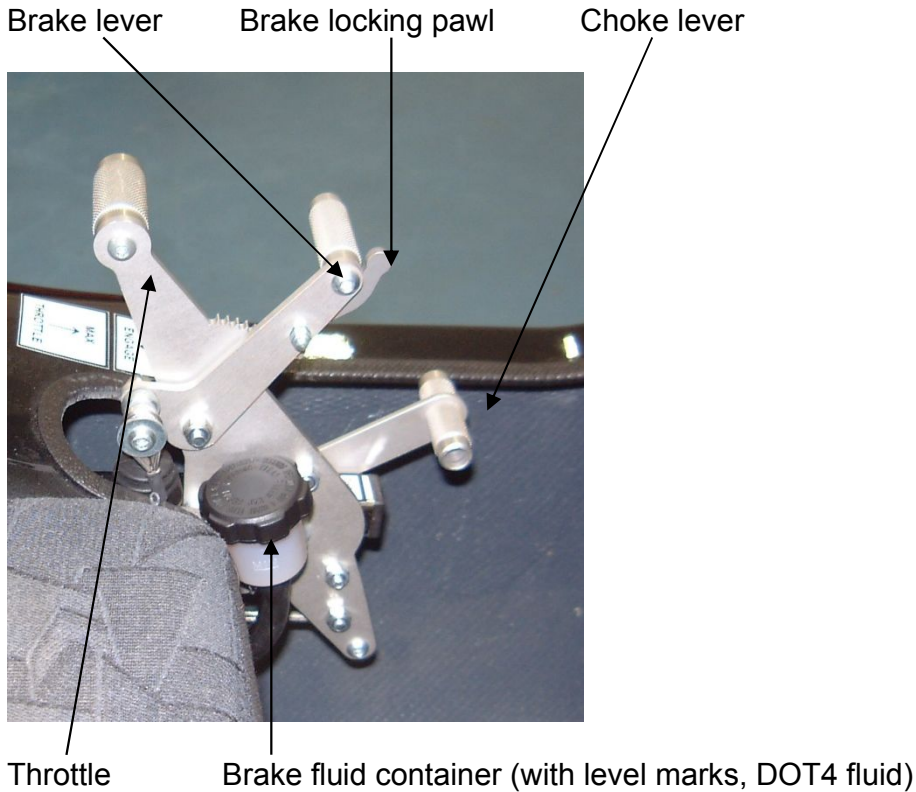 Brake lever Brake locking pawl Choke lever
MAX
THROTTLE
ENGAGE
Throttle Brake fluid container (with level marks, DOT4 fluid)